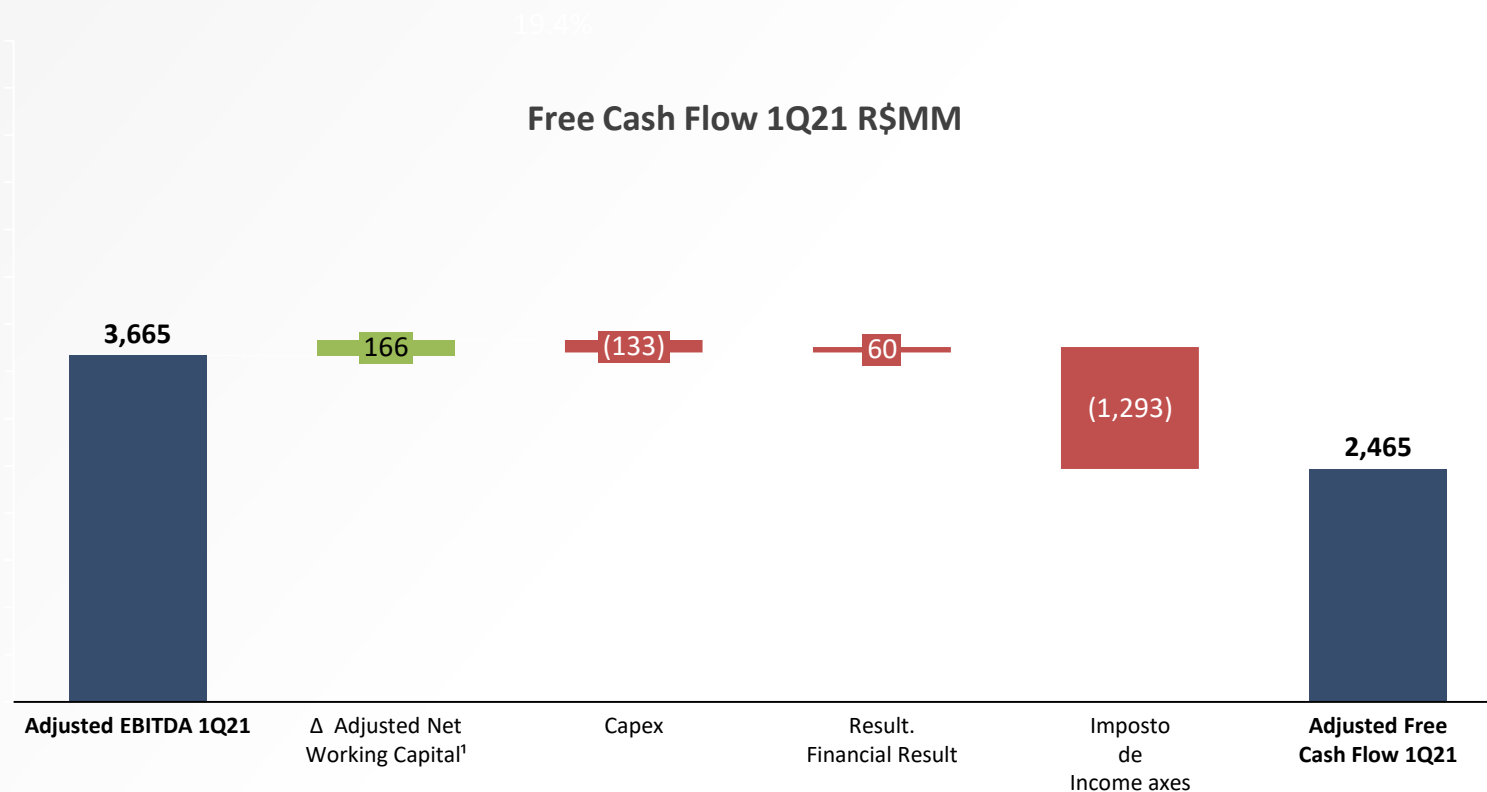 19.4%
Free Cash Flow 1Q21 R$MM
3,665
166
(133)
60
(1,293)
2,465
Adjusted EBITDA 1Q21
Δ Adjusted Net
Working Capital¹
Capex
Result.
Financial Result
Imposto
de
Income axes
Adjusted Free
Cash Flow 1Q21